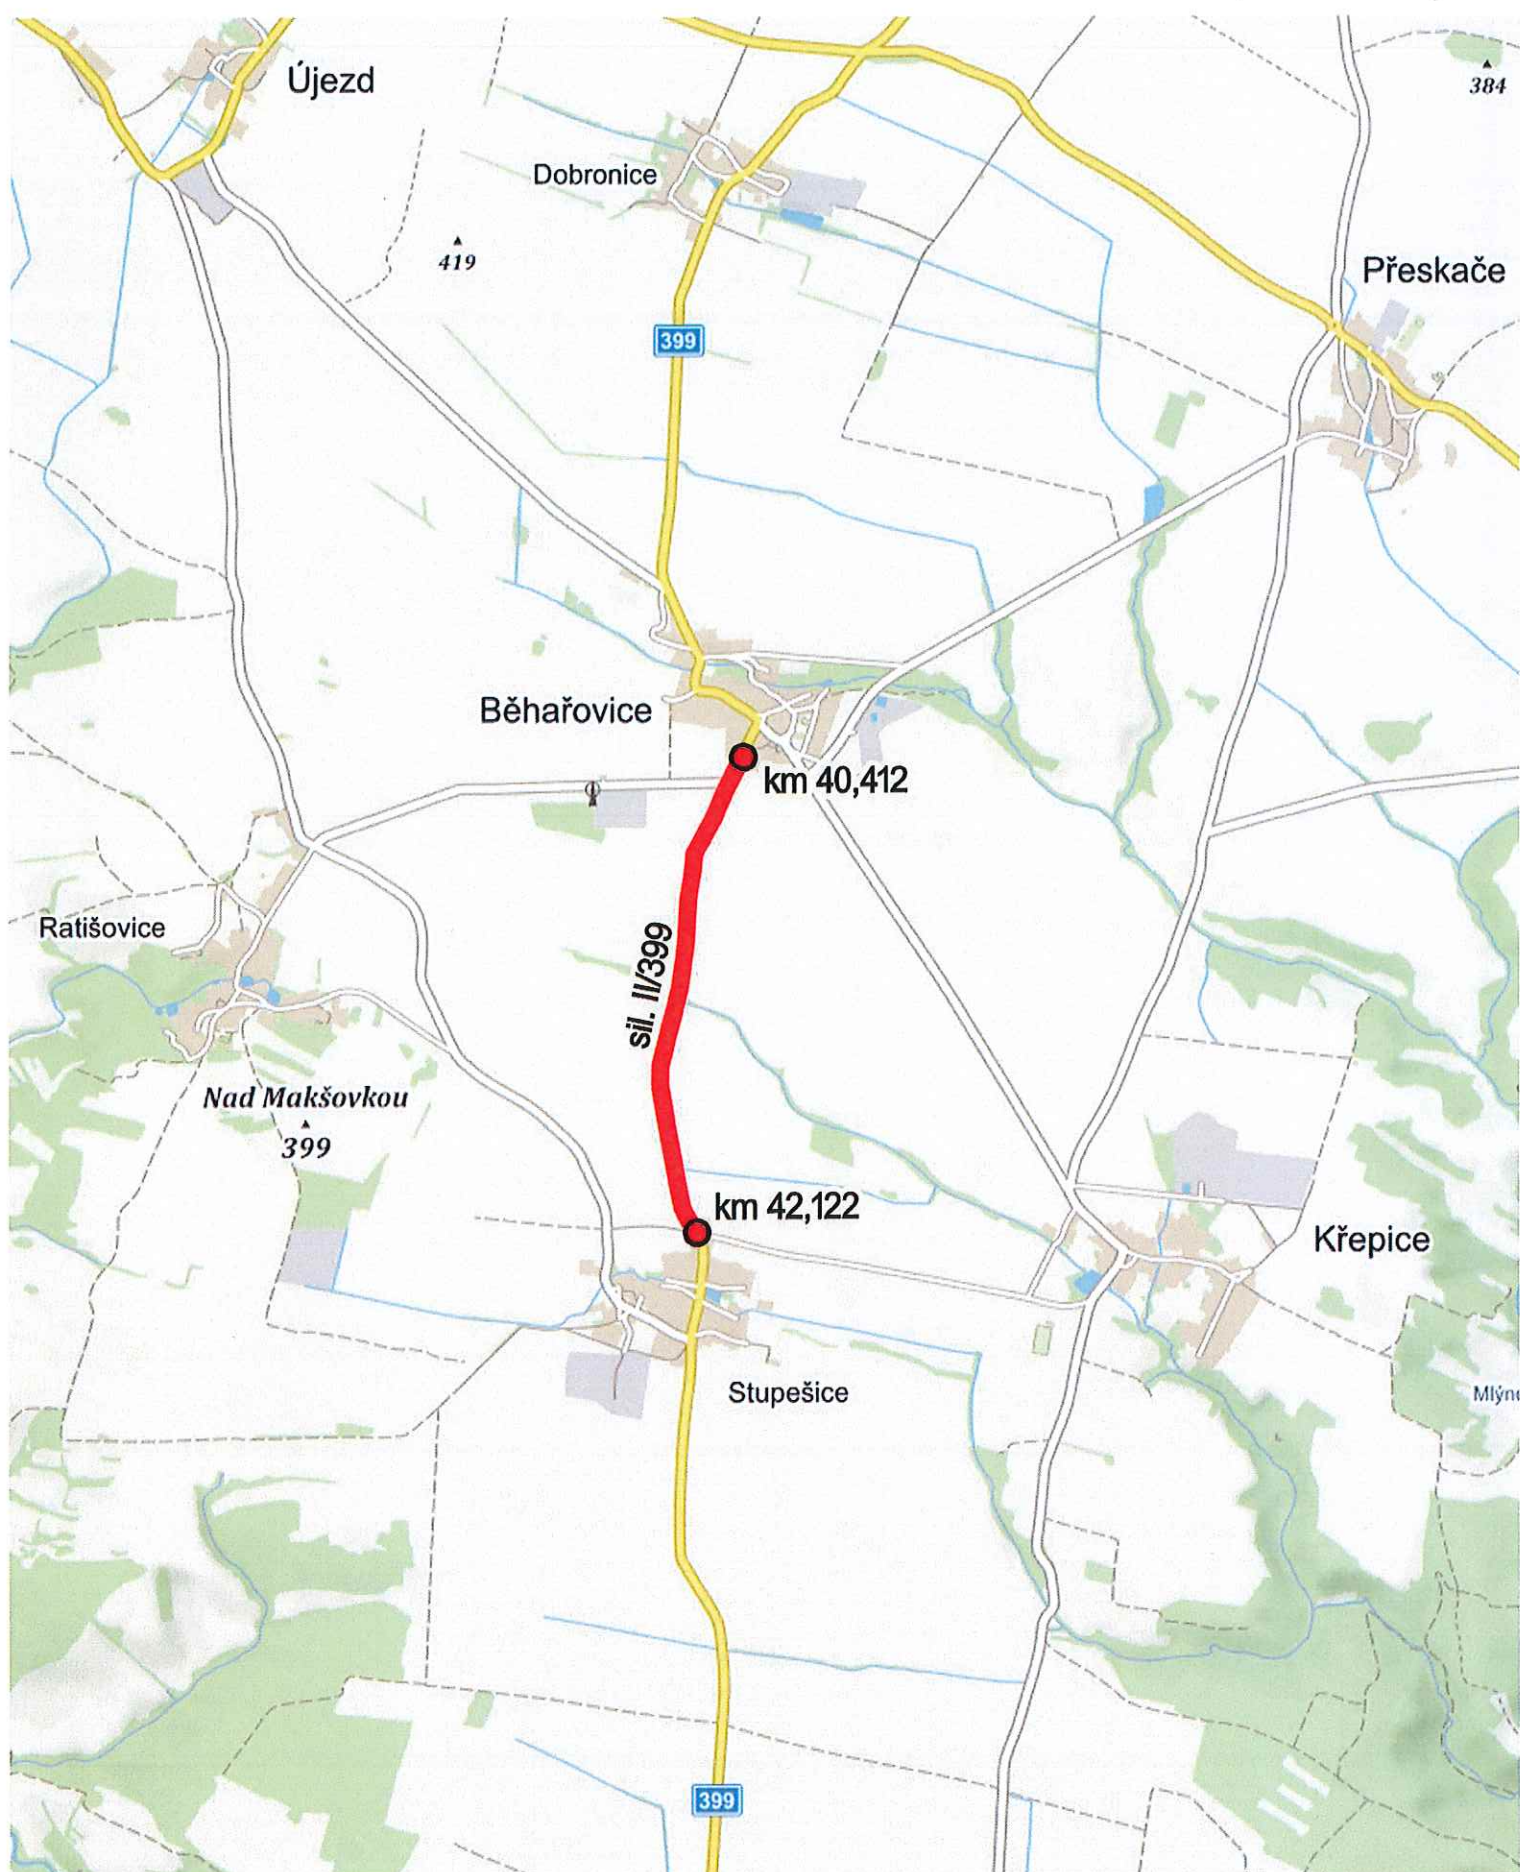 Újezd
384
Dobronice
419
Přeskače
399
Běhařovice
km 40,412
Ratišovice
sil. II/399
Nad Makšovkou
399
km 42,122
Křepice
Stupešice
Mlýn
399